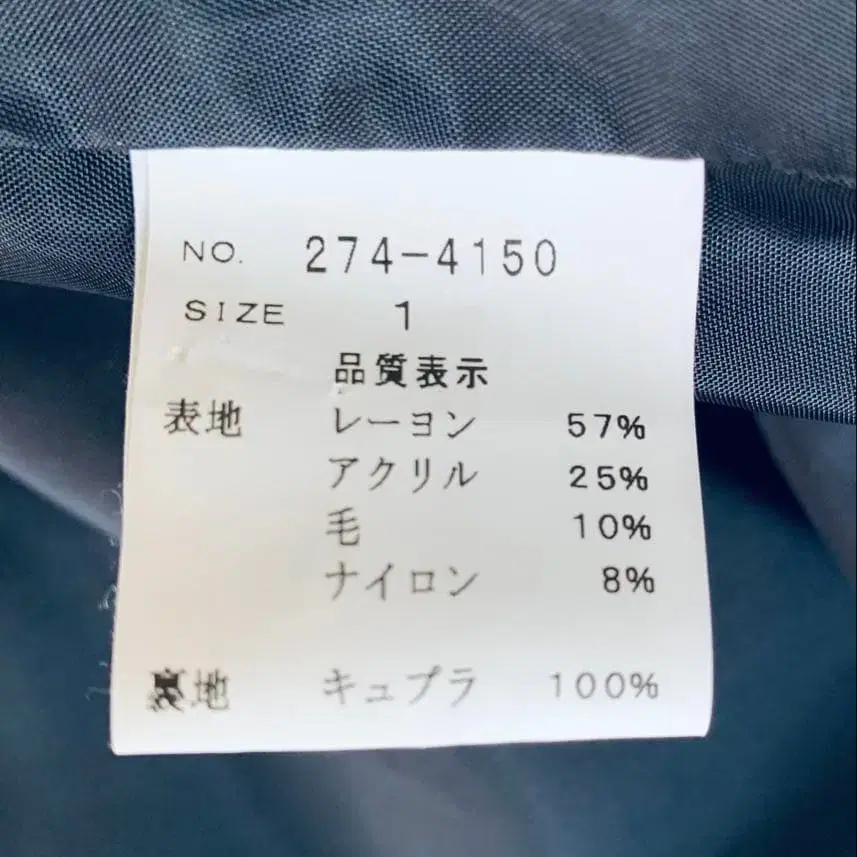 NO. 274-4150
SIZE 1
品質表示
表地 レーヨン 57%
アクリル 25%
毛 10%
ナイロン 8%
裏地 キュプラ 100%